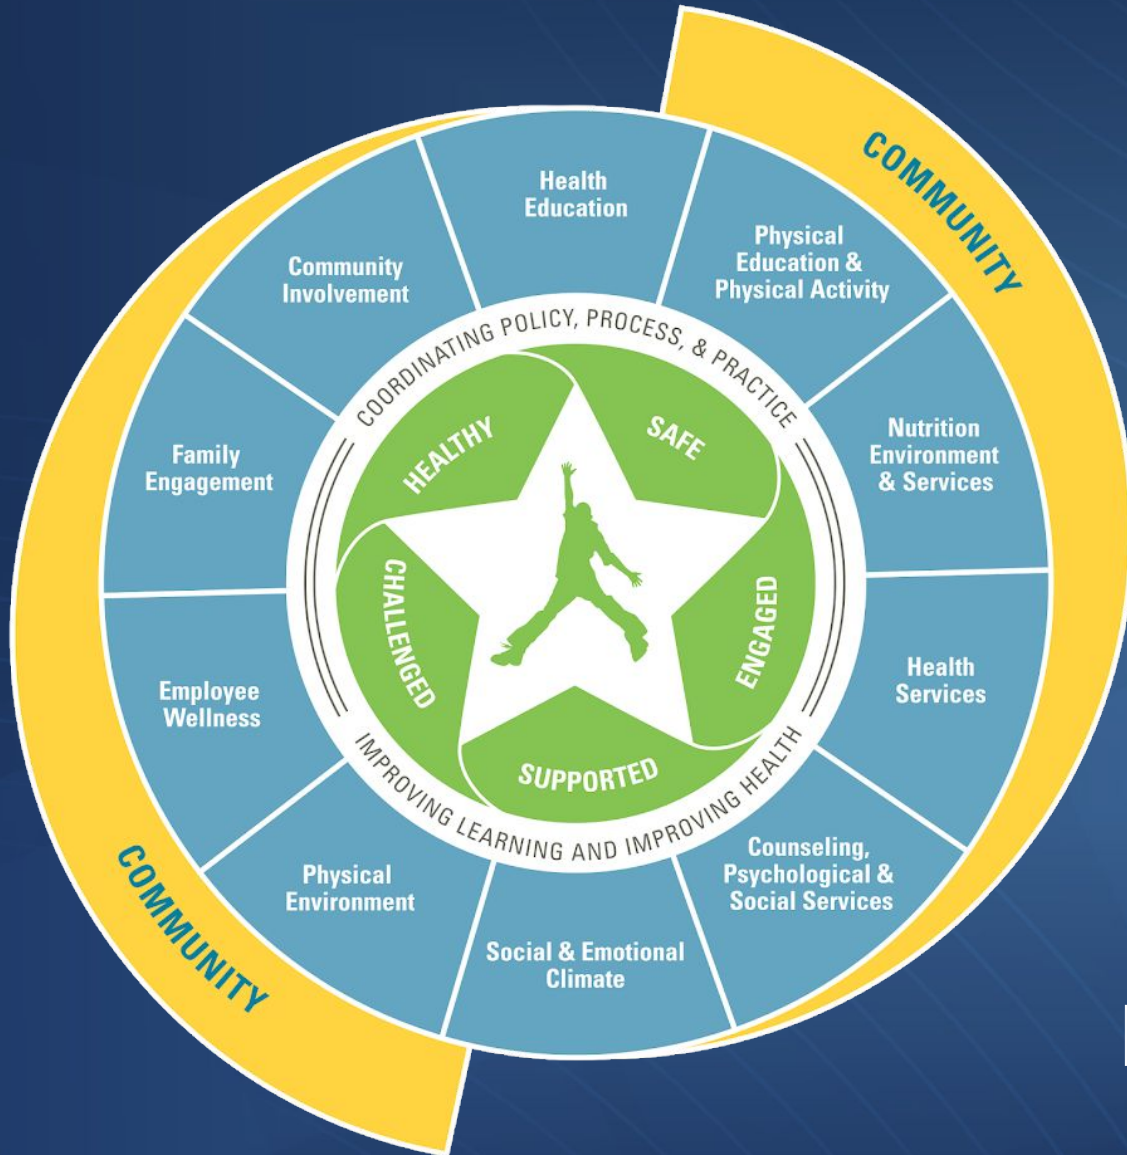 COMMUNITY
Health
Education
Physical
Education &
Physical Activity
Nutrition
Environment
& Services
Health
Services
Counseling,
Psychological &
Social Services
Social & Emotional
Climate
Physical
Environment
Employee
Wellness
Family
Engagement
Community
Involvement
COORDINATING POLICY, PROCESS, & PRACTICE
IMPROVING LEARNING AND IMPROVING HEALTH
HEALTHY
SAFE
ENGAGED
SUPPORTED
CHALLENGED
COMMUNITY